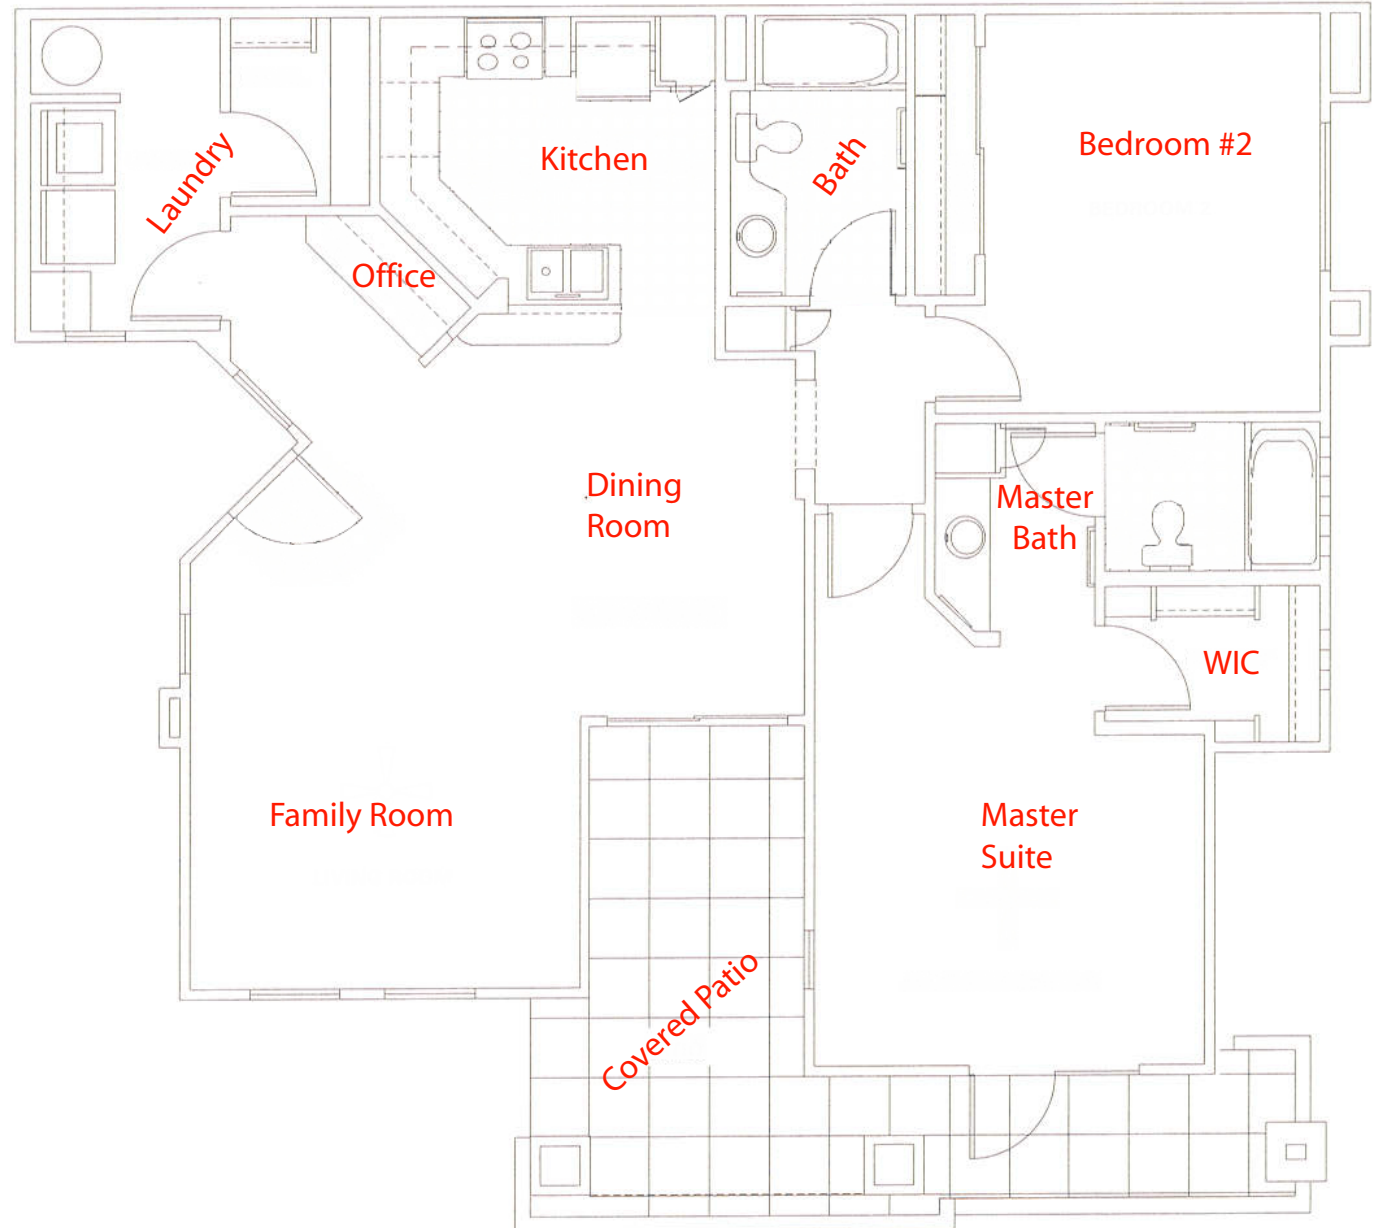 Laundry
Kitchen
Bath
Bedroom #2
Office
Dining
Room
Master
Bath
WIC
Family Room
Master
Suite
Covered Patio